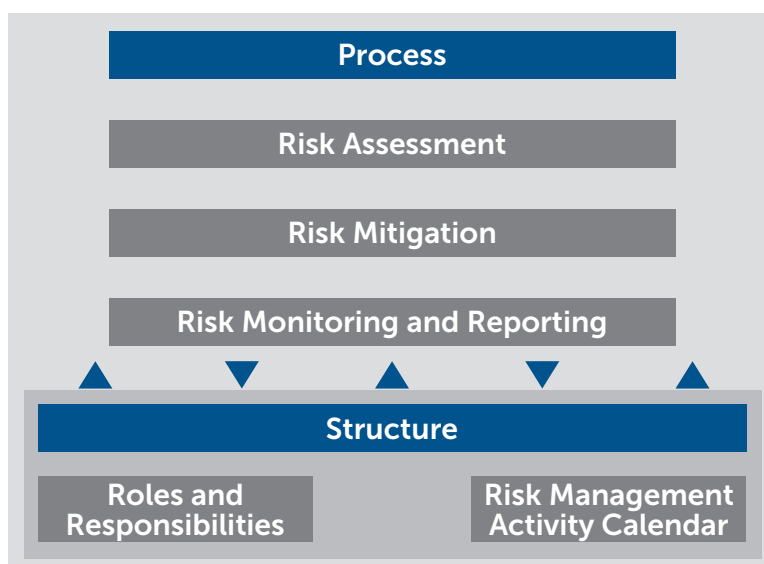 Process
Risk Assessment
Risk Mitigation
Risk Monitoring and Reporting
Structure
Roles and
Responsibilities
Risk Management
Activity Calendar